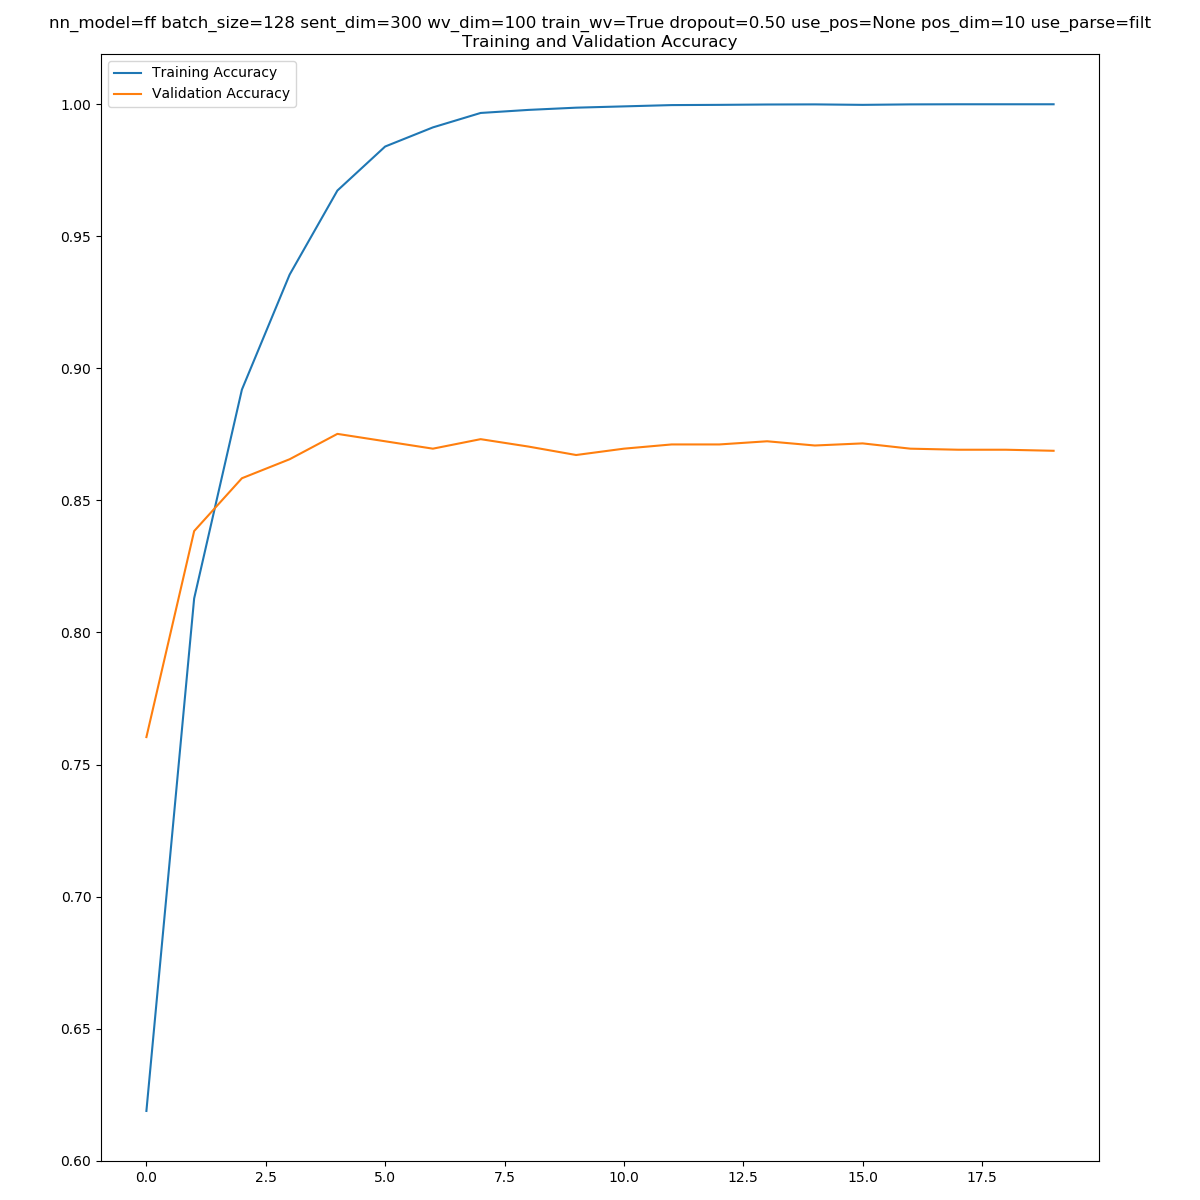 nn_model=ff batch_size=128 sent_dim=300 wv_dim=100 train_wv=True dropout=0.50 use_pos=None pos_dim=10 use_parse=filt
Training and Validation Accuracy
Training Accuracy
Validation Accuracy
1.00
0.95
0.90
0.85
0.80
0.75
0.70
0.65
0.60
0.0 2.5 5.0 7.5 10.0 12.5 15.0 17.5